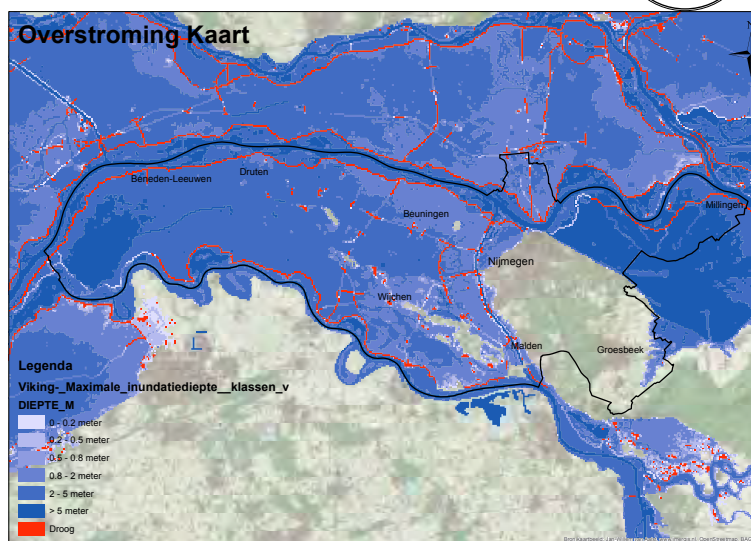 Overstroming Kaart
Beneden-Leeuwen
Druten
Millingen
Beuningen
Nijmegen
Wijchen
Malden
Groesbeek
Legenda
Viking-_Maximale_inundatiediepte__klassen_v
DIEPTE_M
0 - 0.2 meter
0.2 - 0.5 meter
0.5 - 0.8 meter
0.8 - 2 meter
2 - 5 meter
> 5 meter
Droog